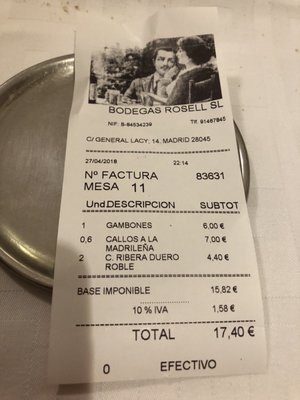 BODEGAS ROSELL SL
NIF. B-84534239 Tlf. 91467845
C/ GENERAL LACY, 14, MADRID 28045
27/04/2018 22:14
Nº FACTURA 83631
MESA 11
Und.DESCRIPCION SUBTOT
1 GAMBONES 6,00 €
0,6 CALLOS A LA 7,00 €
MADRILEÑA
2 C. RIBERA DUERO 4,40 €
ROBLE
BASE IMPONIBLE 15,82 €
10 % IVA 1,58 €
TOTAL 17,40 €
0 EFECTIVO